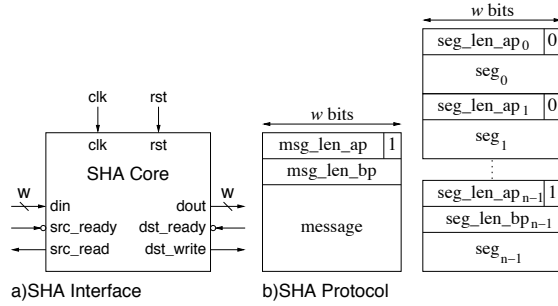 clk
rst
clk
rst
SHA Core
w
w
din
dout
src_ready
dst_ready
src_read
dst_write
a)SHA Interface
w bits
msg_len_ap
1
msg_len_bp
message
b)SHA Protocol
w bits
seg_len_ap0
0
seg0
seg_len_ap1
0
seg1
seg_len_apn−1
1
seg_len_bpn−1
segn−1